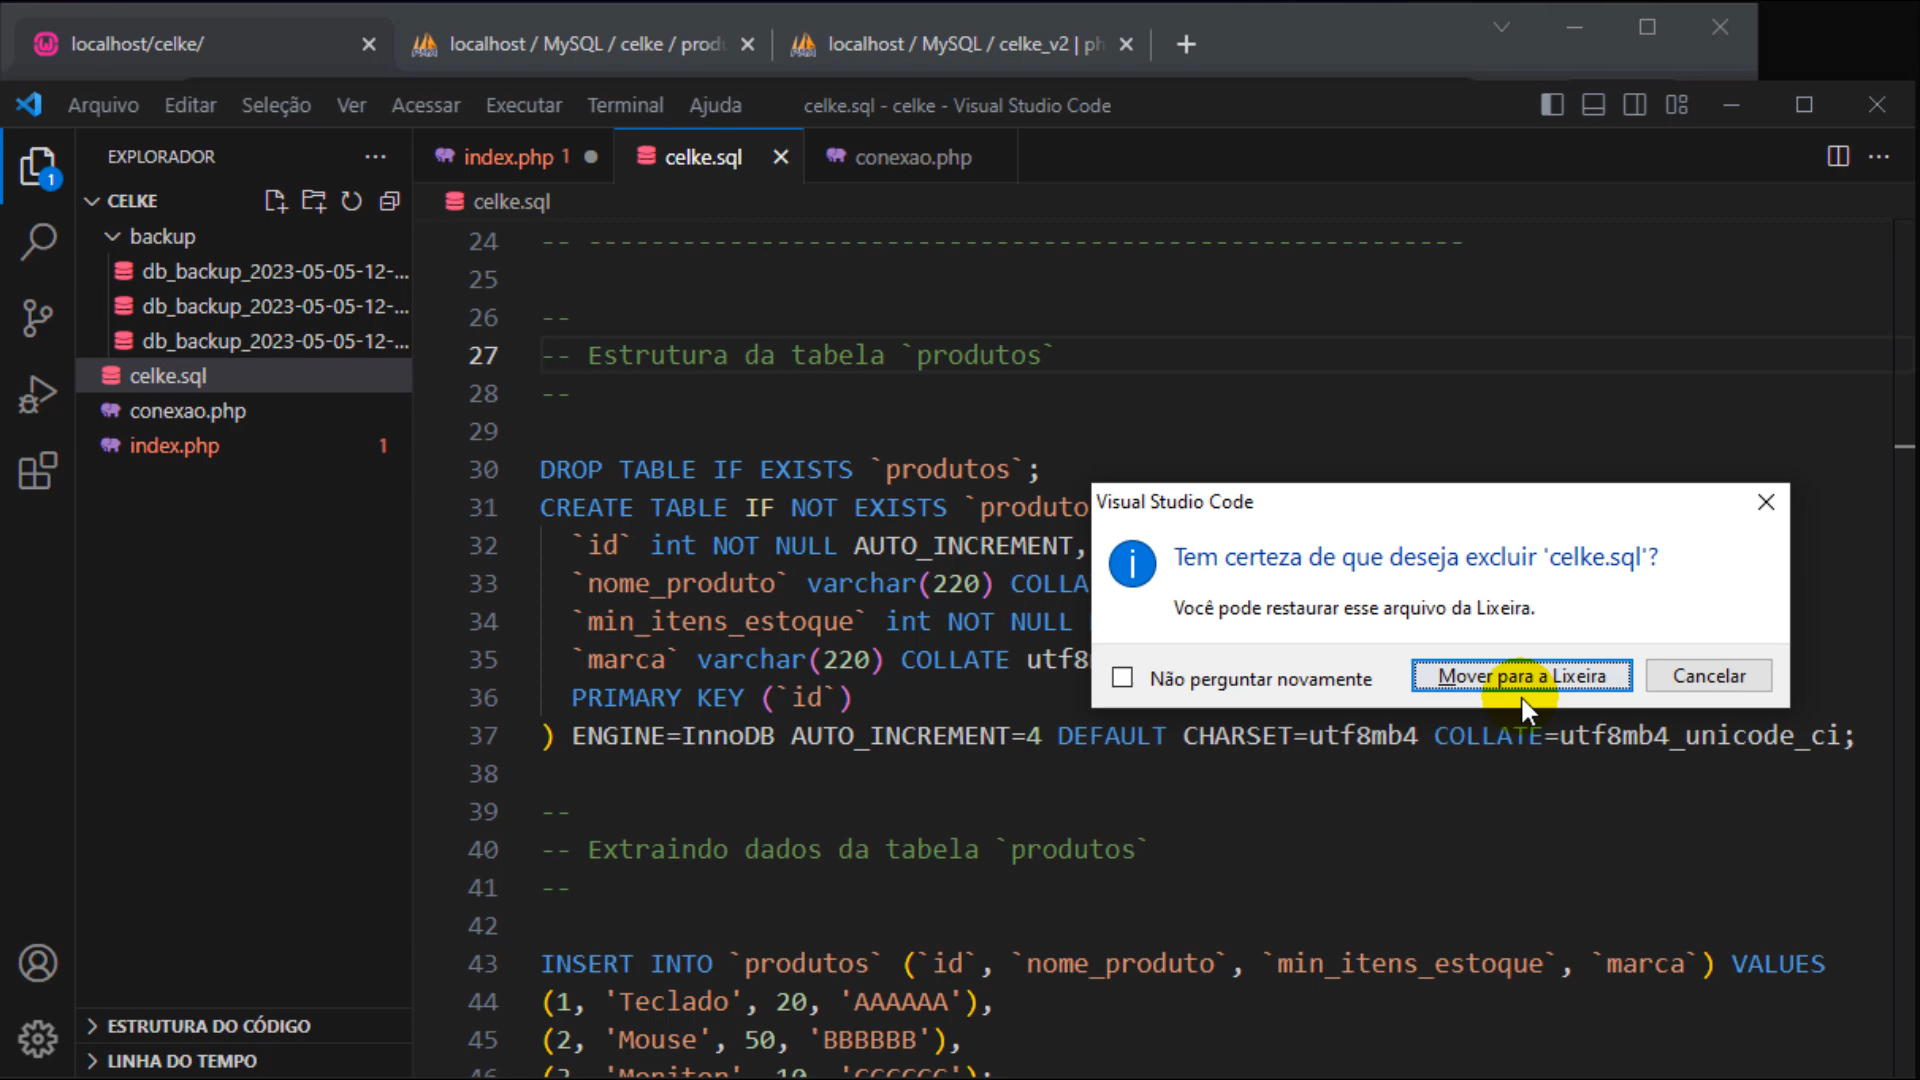 localhost/celke/
localhost / MySQL / celke / prod
localhost / MySQL / celke_v2 | ph
Arquivo Editar Seleção Ver Acessar Executar Terminal Ajuda
celke.sql - celke - Visual Studio Code
EXPLORADOR
index.php 1
celke.sql
conexao.php
CELKE
celke.sql
backup
db_backup_2023-05-05-12-...
db_backup_2023-05-05-12-...
db_backup_2023-05-05-12-...
celke.sql
conexao.php
index.php 1
1
24 -- --------------------------------------------------------
25
26 --
27 -- Estrutura da tabela `produtos`
28 --
29
30 DROP TABLE IF EXISTS `produtos`;
31 CREATE TABLE IF NOT EXISTS `produto
32 `id` int NOT NULL AUTO_INCREMENT,
33 `nome_produto` varchar(220) COLLA
34 `min_itens_estoque` int NOT NULL
35 `marca` varchar(220) COLLATE utf8
36 PRIMARY KEY (`id`)
37 ) ENGINE=InnoDB AUTO_INCREMENT=4 DEFAULT CHARSET=utf8mb4 COLLATE=utf8mb4_unicode_ci;
38
39 --
40 -- Extraindo dados da tabela `produtos`
41 --
42
43 INSERT INTO `produtos` (`id`, `nome_produto`, `min_itens_estoque`, `marca`) VALUES
44 (1, 'Teclado', 20, 'AAAAAA'),
45 (2, 'Mouse', 50, 'BBBBBB'),
Visual Studio Code
Tem certeza de que deseja excluir 'celke.sql'?
Você pode restaurar esse arquivo da Lixeira.
Não perguntar novamente
Mover para a Lixeira
Cancelar
ESTRUTURA DO CÓDIGO
LINHA DO TEMPO